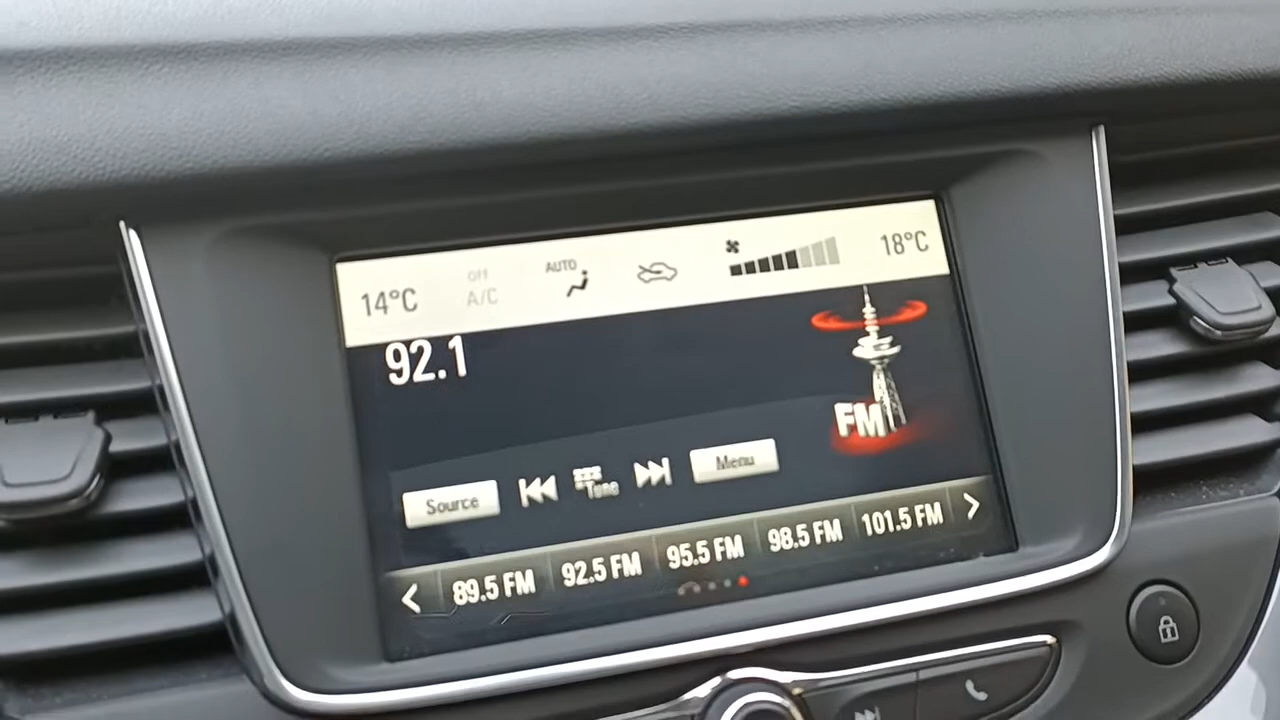 14°C Off A/C AUTO 18°C
92.1
FM
Source Tune Menu
89.5 FM 92.5 FM 95.5 FM 98.5 FM 101.5 FM